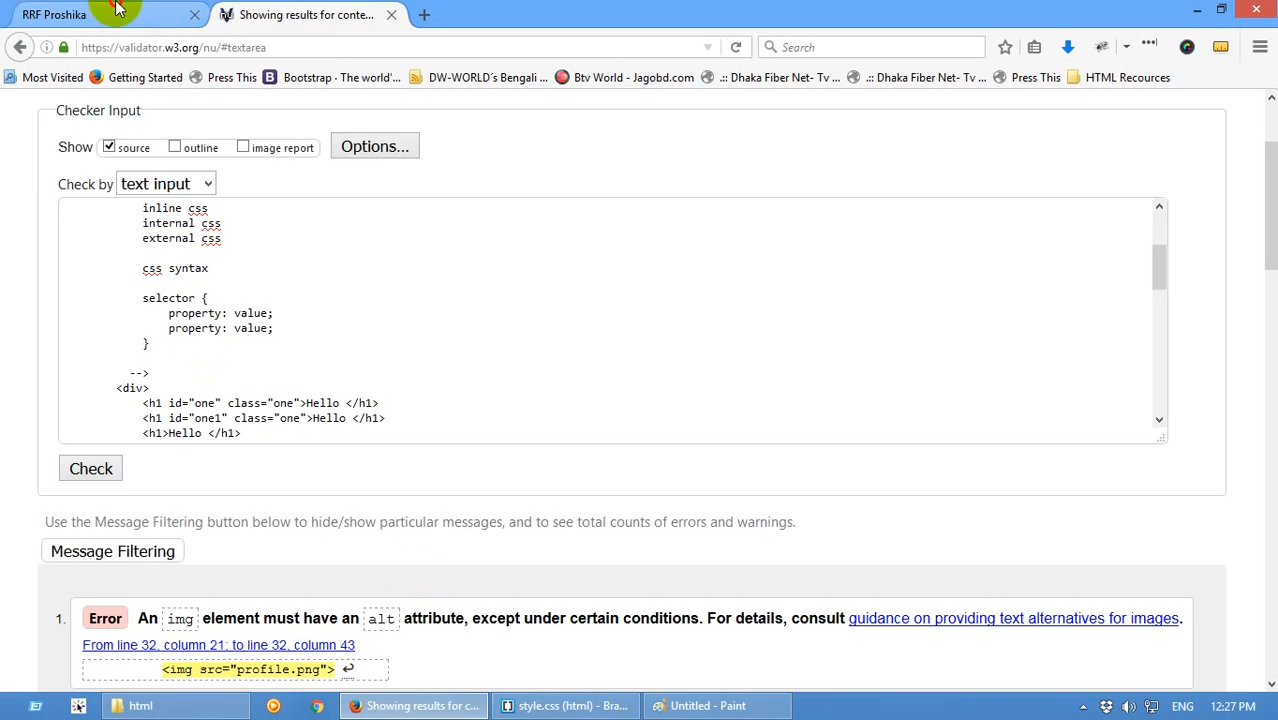 RRF Proshika
Showing results for conte...
https://validator.w3.org/nu/#textarea
Search
Most Visited
Getting Started
Press This
Bootstrap · The world'...
DW-WORLD´s Bengali ...
Btv World - Jagobd.com
.:: Dhaka Fiber Net- Tv ...
.:: Dhaka Fiber Net- Tv ...
Press This
HTML Recources
Checker Input
Show source outline image report Options...
Check by text input
inline css
internal css
external css
css syntax
selector {
property: value;
property: value;
}
-->
<div>
<h1 id="one" class="one">Hello </h1>
<h1 id="one1" class="one">Hello </h1>
<h1>Hello </h1>
Check
Use the Message Filtering button below to hide/show particular messages, and to see total counts of errors and warnings.
Message Filtering
1. Error An img element must have an alt attribute, except under certain conditions. For details, consult guidance on providing text alternatives for images.
From line 32, column 21; to line 32, column 43
<img src="profile.png">
html
Showing results for c...
style.css (html) - Bra...
Untitled - Paint
ENG
12:27 PM